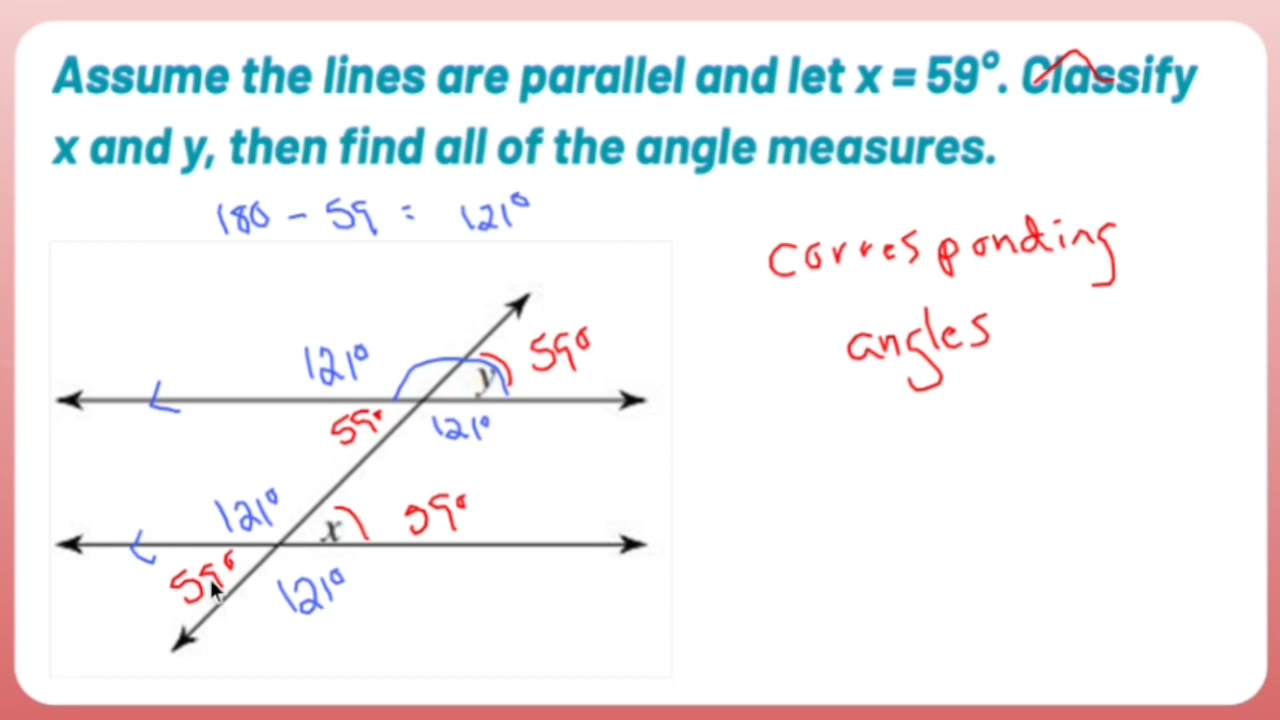 Assume the lines are parallel and let x = 59°. Classify
x and y, then find all of the angle measures.
180 - 59 = 121°
corresponding
angles
121°
59°
y
59°
121°
121°
x
59°
59°
121°